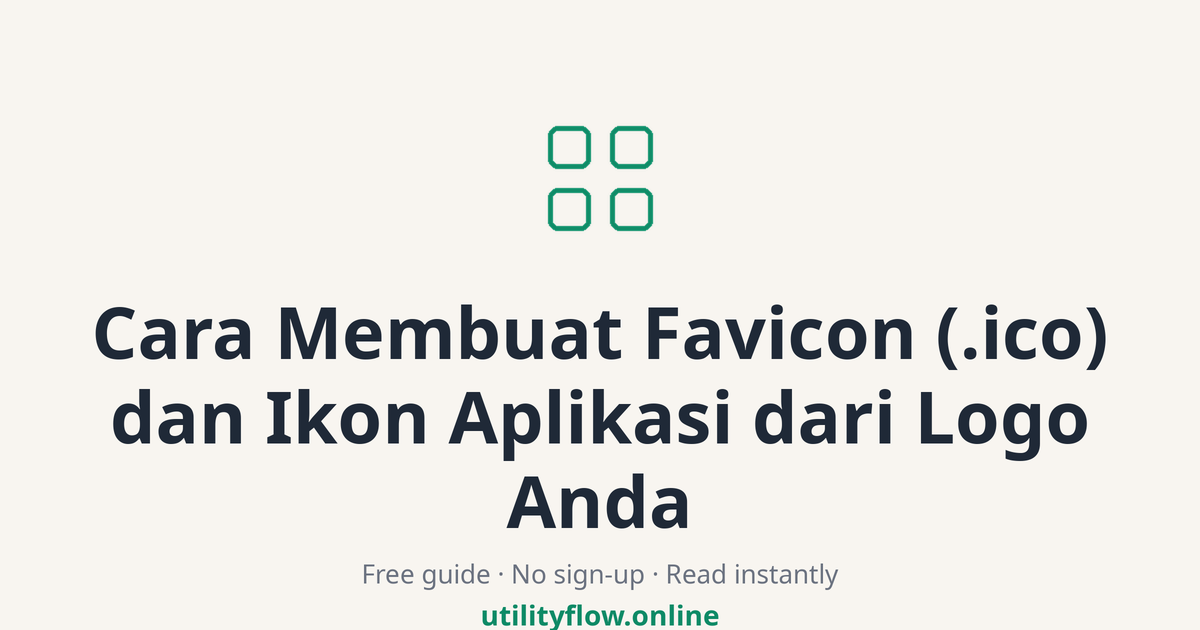 Cara Membuat Favicon (.ico)
dan Ikon Aplikasi dari Logo
Anda
Free guide · No sign-up · Read instantly
utilityflow.online